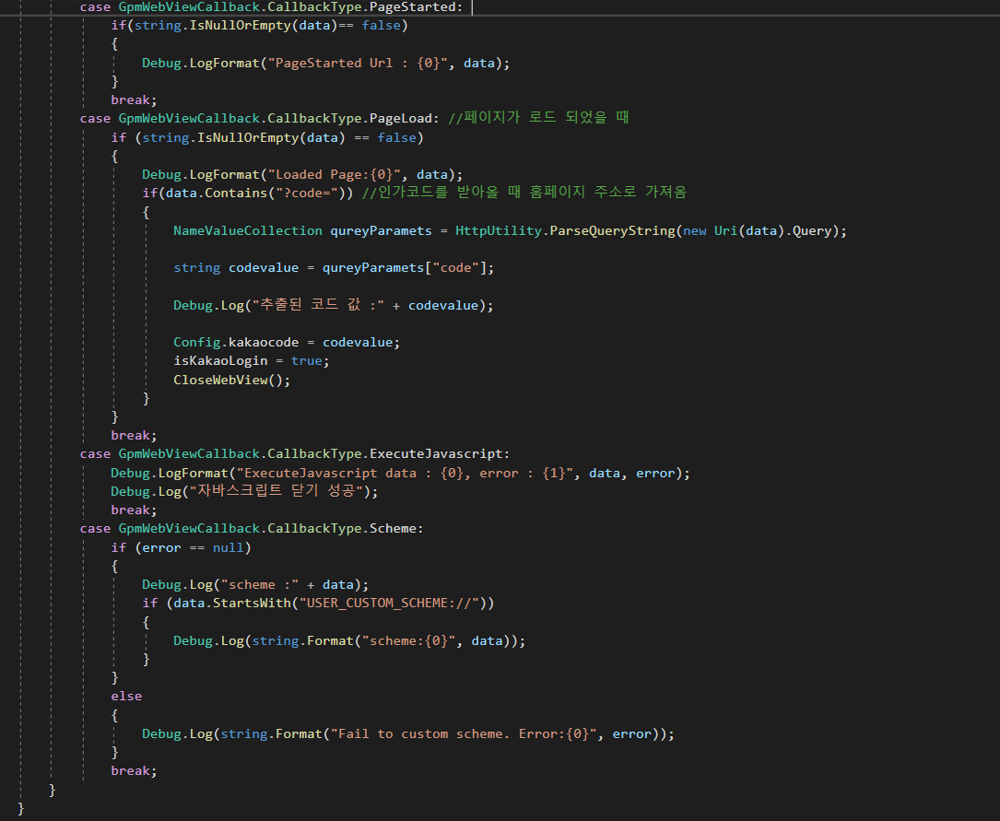 case GpmWebViewCallback.CallbackType.PageStarted:
if(string.IsNullOrEmpty(data)== false)
{
Debug.LogFormat("PageStarted Url : {0}", data);
}
break;
case GpmWebViewCallback.CallbackType.PageLoad: //페이지가 로드 되었을 때
if (string.IsNullOrEmpty(data) == false)
{
Debug.LogFormat("Loaded Page:{0}", data);
if(data.Contains("?code=")) //인가코드를 받아올 때 홈페이지 주소로 가져옴
{
NameValueCollection qureyParamets = HttpUtility.ParseQueryString(new Uri(data).Query);
string codevalue = qureyParamets["code"];
Debug.Log("추출된 코드 값 :" + codevalue);
Config.kakaocode = codevalue;
isKakaoLogin = true;
CloseWebView();
}
}
break;
case GpmWebViewCallback.CallbackType.ExecuteJavascript:
Debug.LogFormat("ExecuteJavascript data : {0}, error : {1}", data, error);
Debug.Log("자바스크립트 닫기 성공");
break;
case GpmWebViewCallback.CallbackType.Scheme:
if (error == null)
{
Debug.Log("scheme :" + data);
if (data.StartsWith("USER_CUSTOM_SCHEME://"))
{
Debug.Log(string.Format("scheme:{0}", data));
}
}
else
{
Debug.Log(string.Format("Fail to custom scheme. Error:{0}", error));
}
break;
}
}